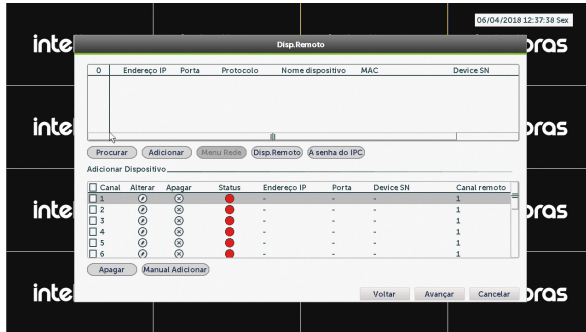 06/04/2018 12:37:38 Sex
Disp.Remoto
0 Endereço IP Porta Protocolo Nome dispositivo MAC Device SN
Procurar Adicionar Menu Rede Disp.Remoto A senha do IPC
Adicionar Dispositivo
Canal Alterar Apagar Status Endereço IP Porta Device SN Canal remoto
1 - - - 1
2 - - - 1
3 - - - 1
4 - - - 1
5 - - - 1
6 - - - 1
Apagar Manual Adicionar
Voltar Avançar Cancelar
inte oras
inte oras
inte oras
inte oras